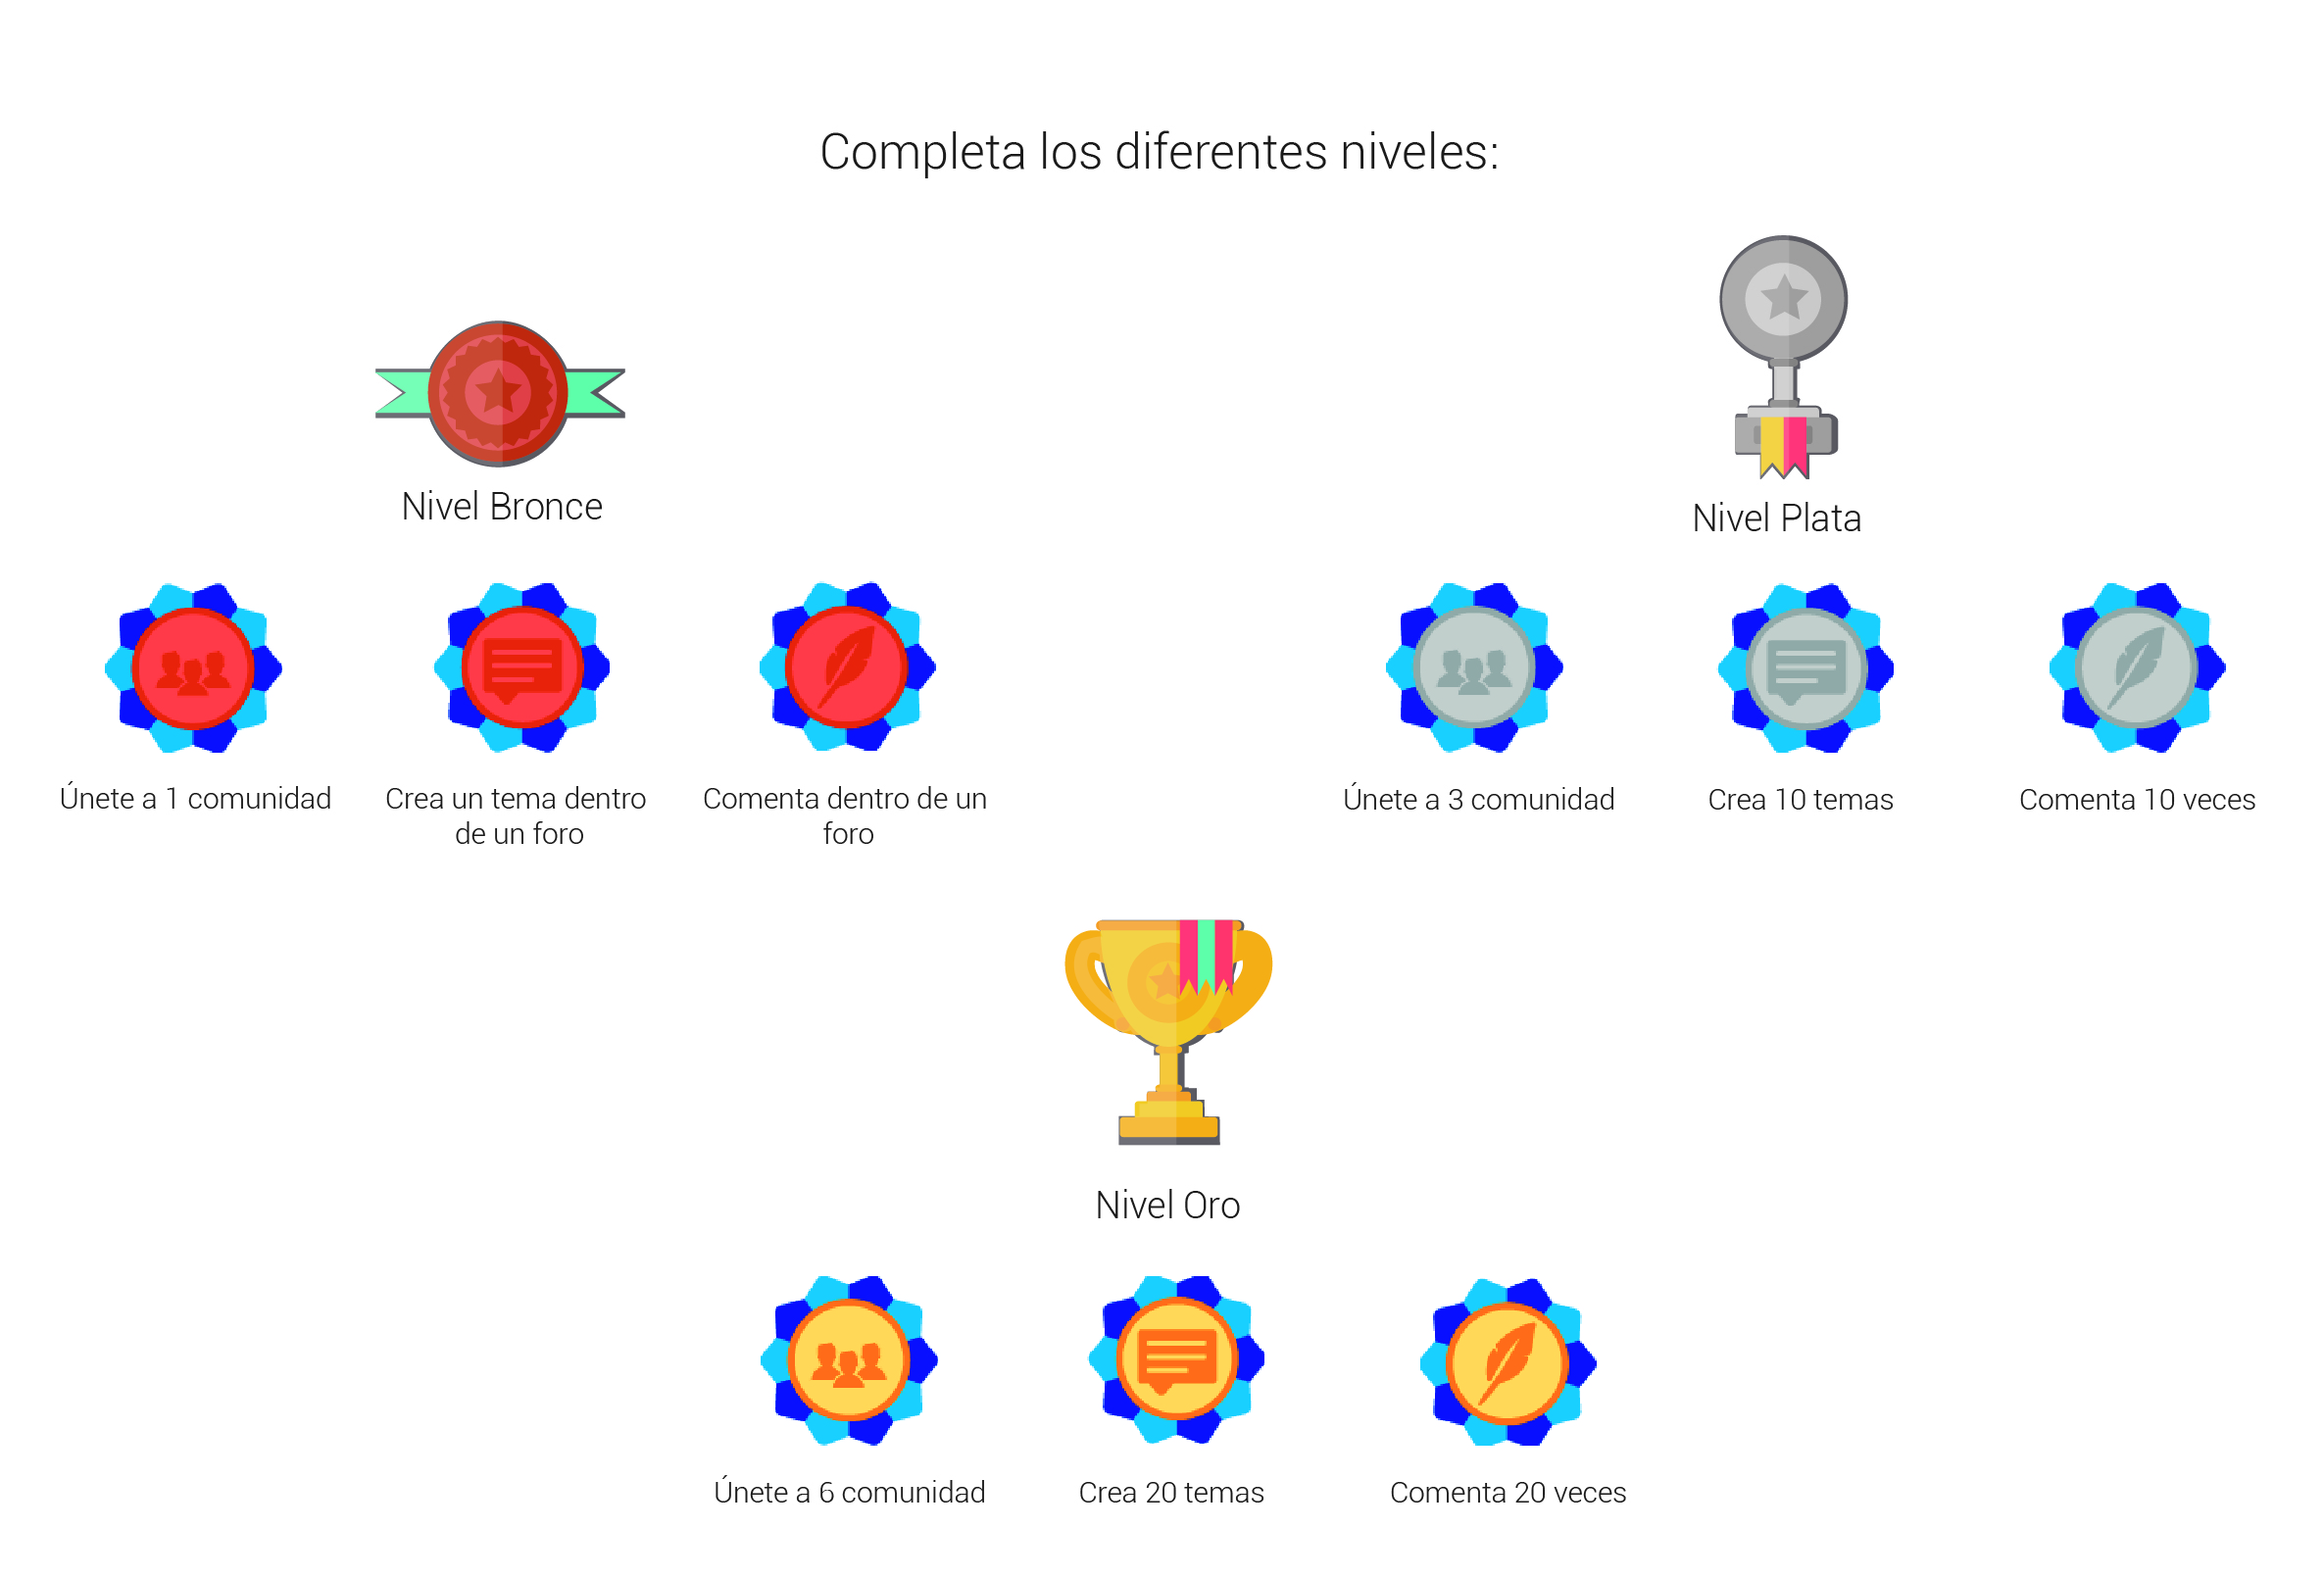 Completa los diferentes niveles:
Nivel Bronce
Únete a 1 comunidad
Crea un tema dentro
de un foro
Comenta dentro de un
foro
Nivel Plata
Únete a 3 comunidad
Crea 10 temas
Comenta 10 veces
Nivel Oro
Únete a 6 comunidad
Crea 20 temas
Comenta 20 veces